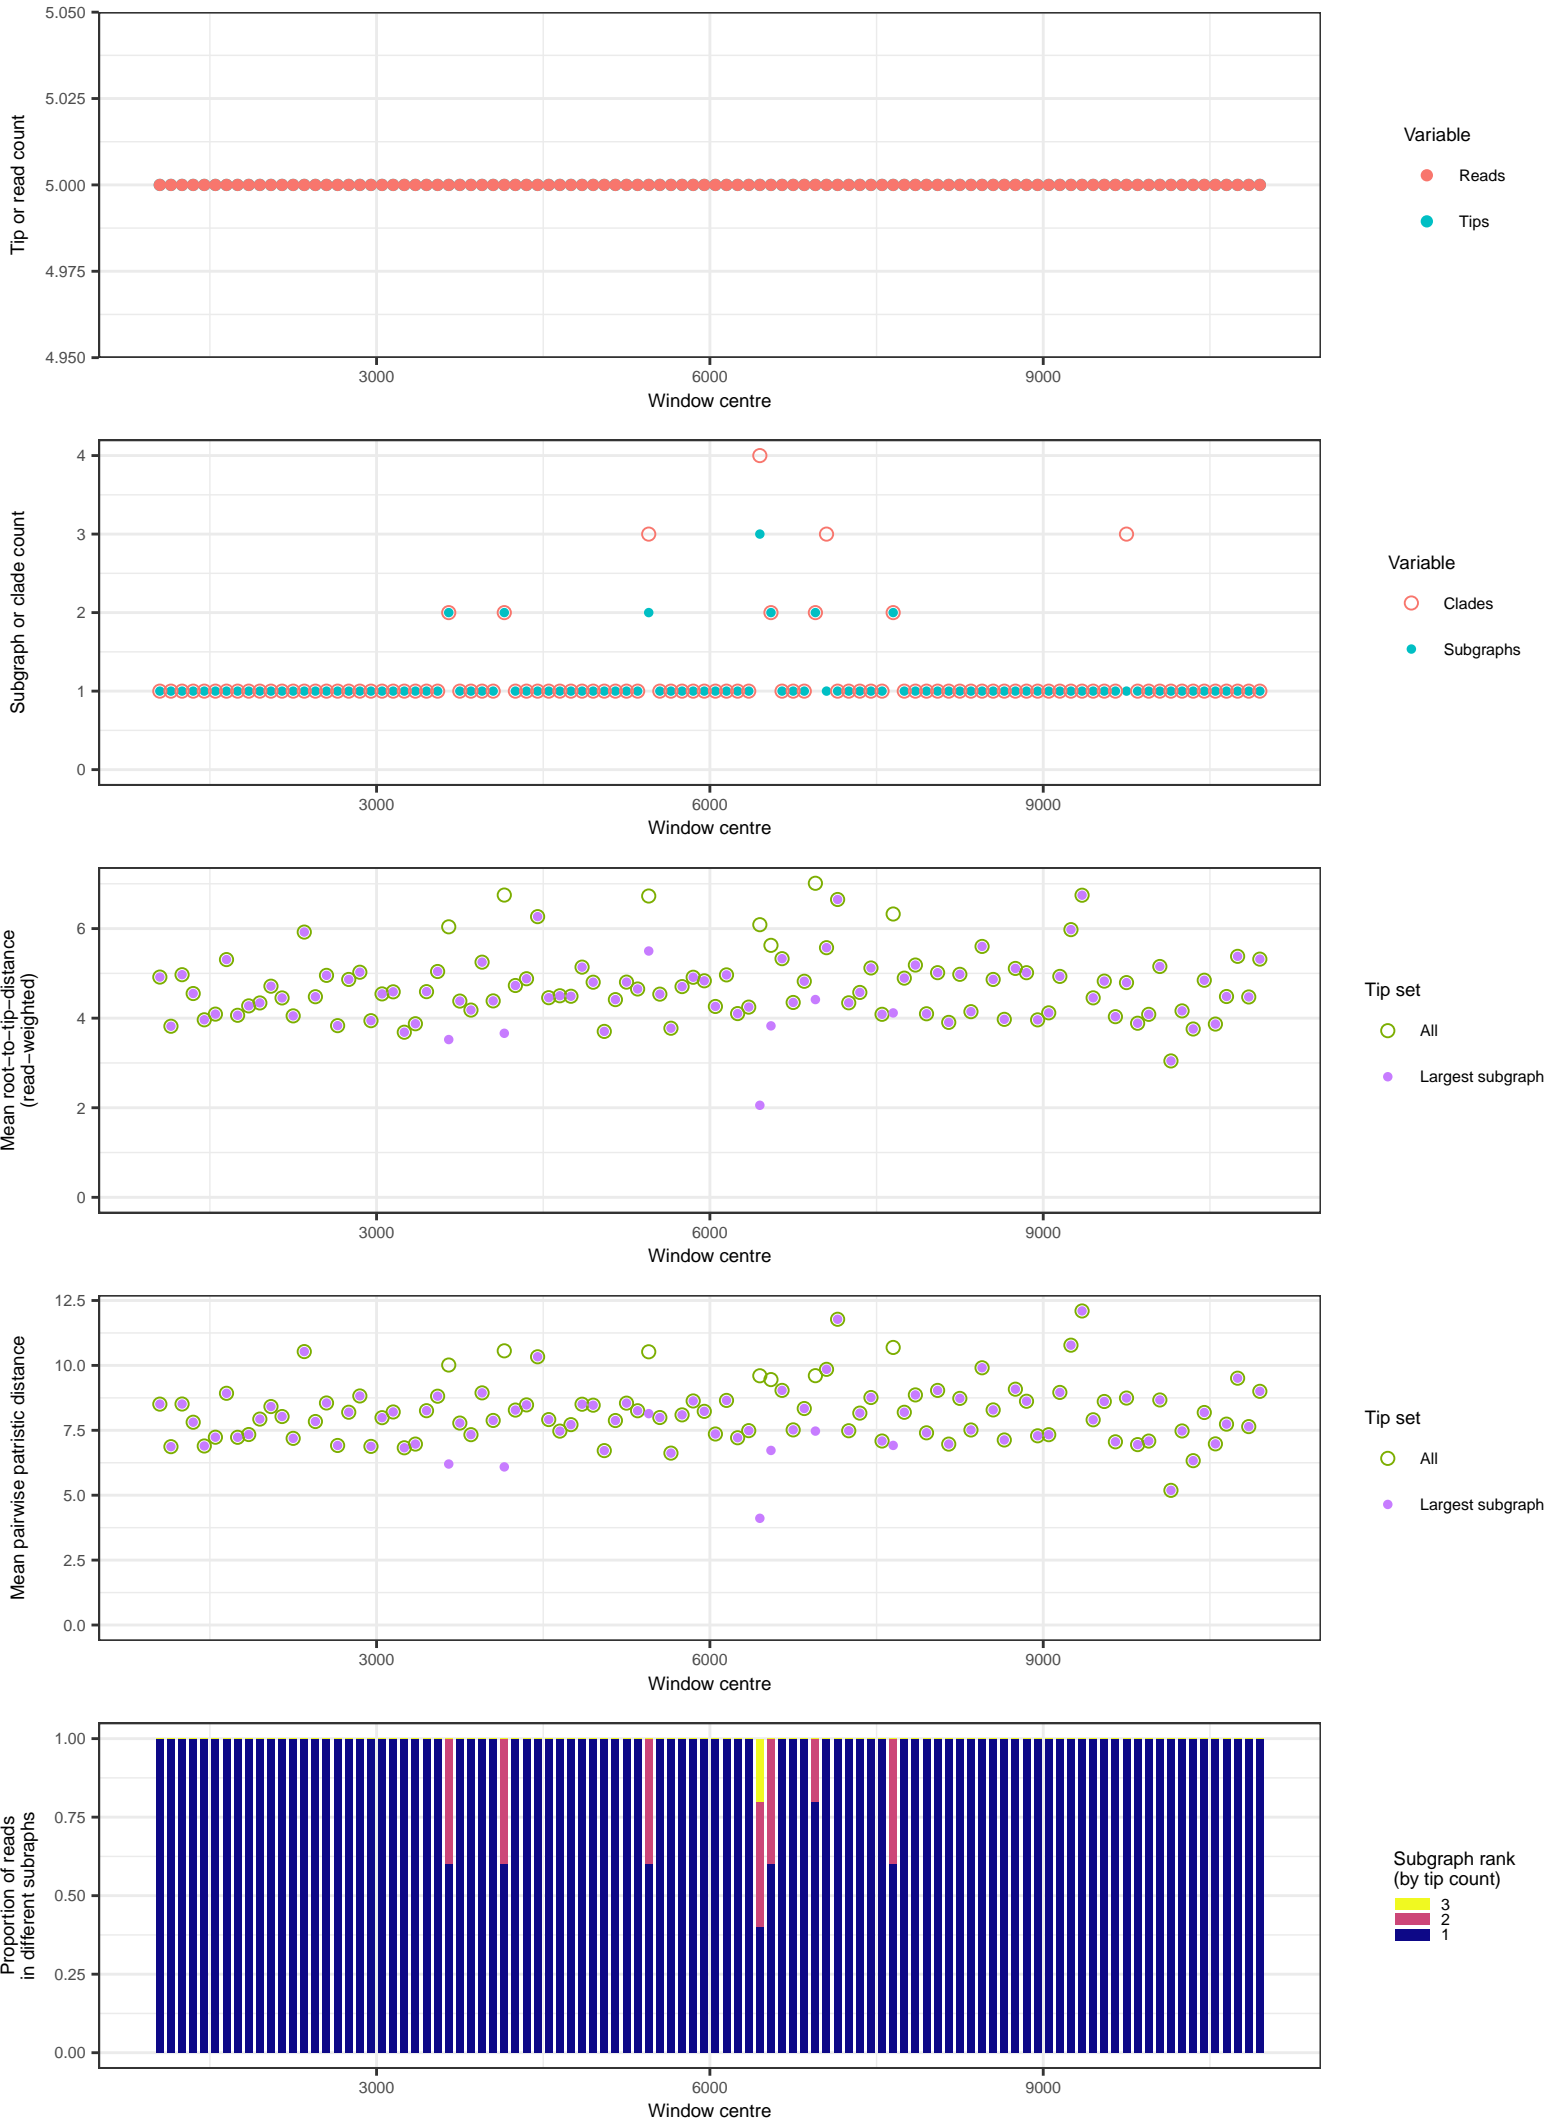 5.050
5.025
5.000
4.975
4.950
Tip or read count
3000 6000 9000
Window centre
Variable
Reads
Tips
4
3
2
1
0
Subgraph or clade count
3000 6000 9000
Window centre
Variable
Clades
Subgraphs
6
4
2
0
Mean root−to−tip−distance
(read−weighted)
3000 6000 9000
Window centre
Tip set
All
Largest subgraph
12.5
10.0
7.5
5.0
2.5
0.0
Mean pairwise patristic distance
3000 6000 9000
Window centre
Tip set
All
Largest subgraph
1.00
0.75
0.50
0.25
0.00
Proportion of reads
in different subraphs
3000 6000 9000
Window centre
Subgraph rank
(by tip count)
3
2
1